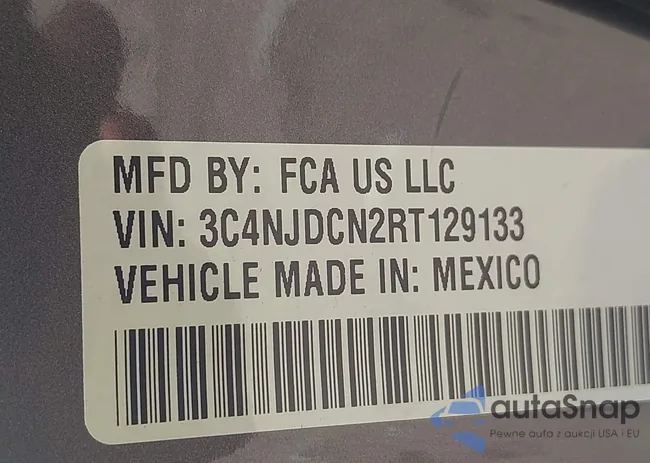 MFD BY: FCA US LLC
VIN: 3C4NJDCN2RT129133
VEHICLE MADE IN: MEXICO
autaSnap
Pewne auta z aukcji USA i EU